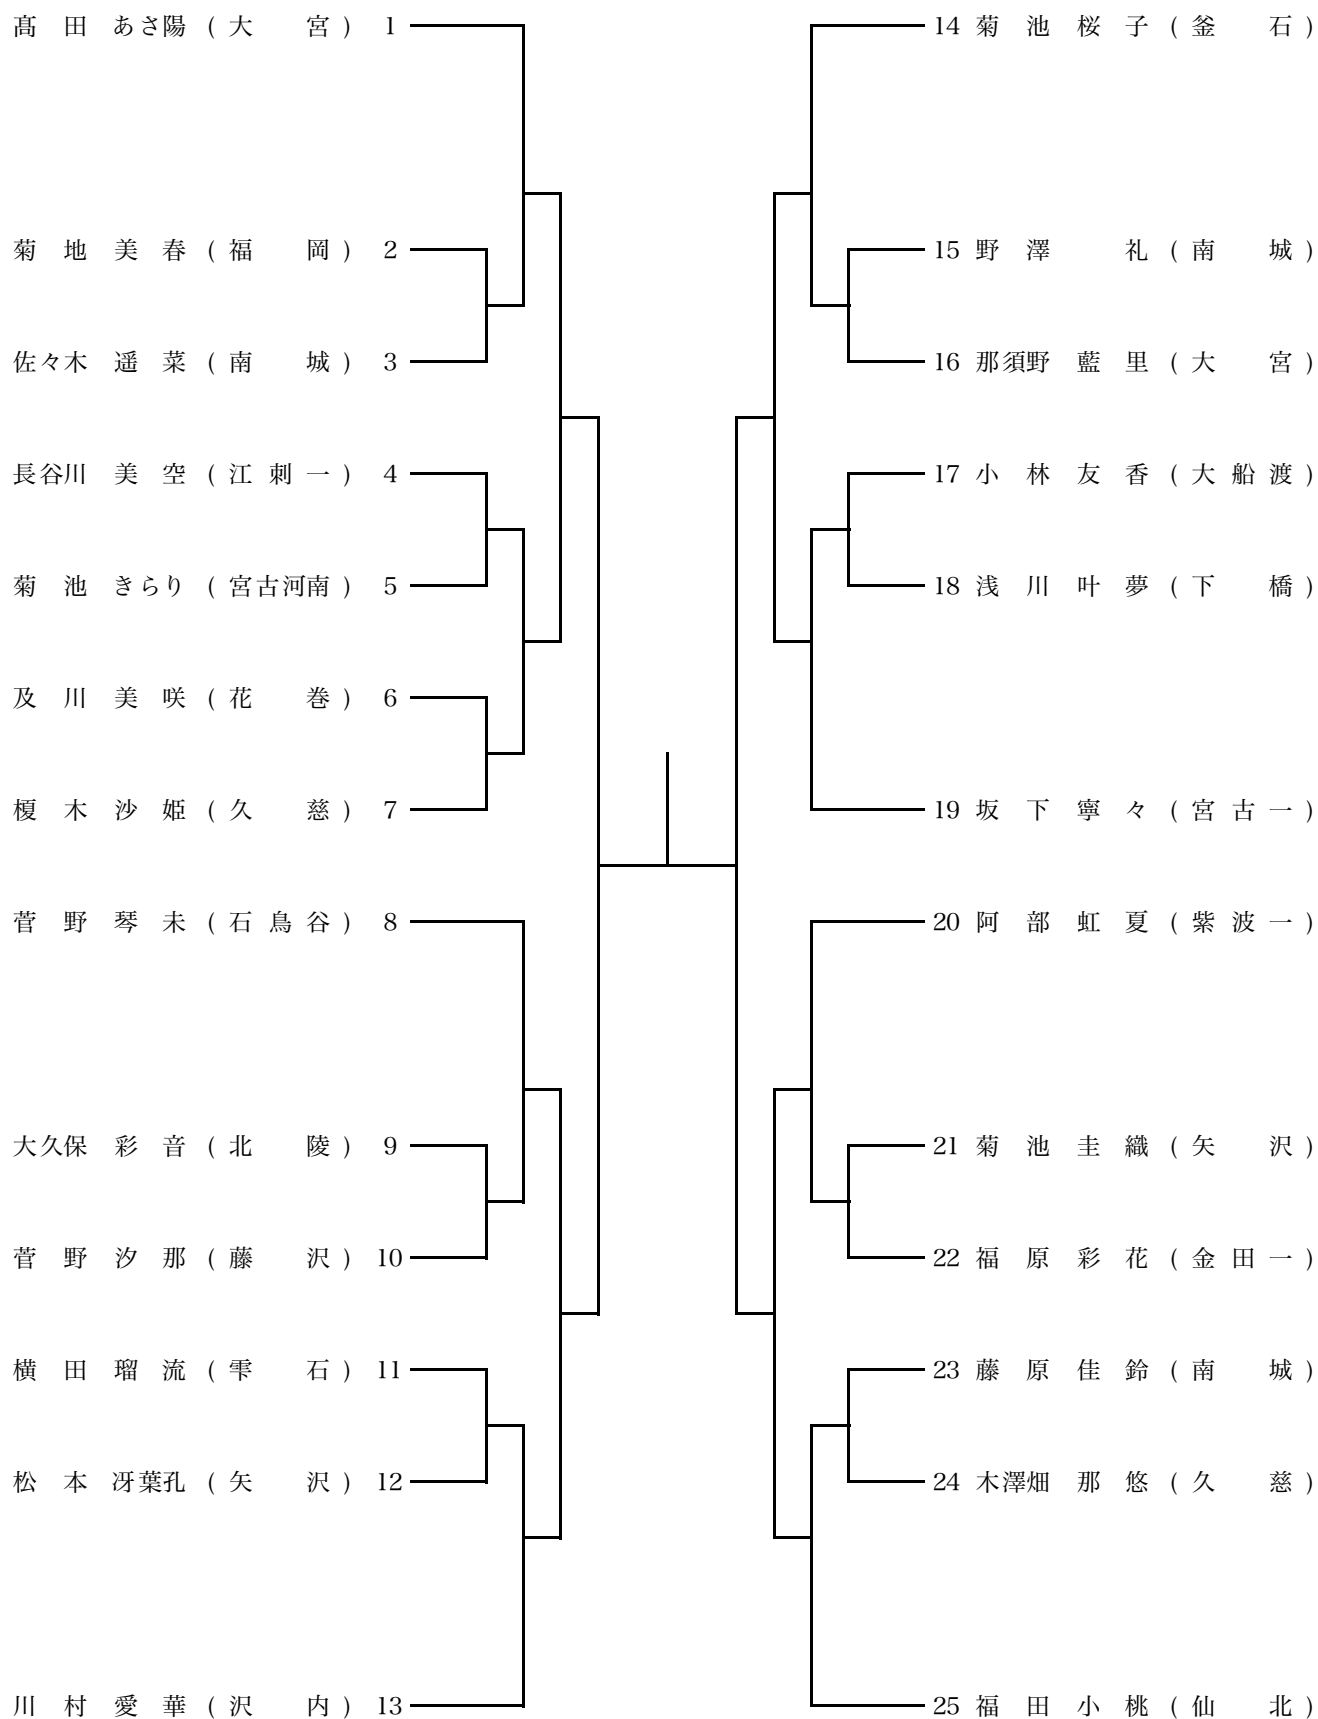 髙田 あさ陽 (大宮) 1
菊地 美春 (福岡) 2
佐々木 遥菜 (南城) 3
長谷川 美空 (江刺一) 4
菊池 きらり (宮古河南) 5
及川 美咲 (花巻) 6
榎木 沙姫 (久慈) 7
菅野 琴未 (石鳥谷) 8
大久保 彩音 (北陵) 9
菅野 汐那 (藤沢) 10
横田 瑠流 (雫石) 11
松本 冴葉孔 (矢沢) 12
川村 愛華 (沢内) 13
14 菊池 桜子 (釜石)
15 野澤 礼 (南城)
16 那須野 藍里 (大宮)
17 小林 友香 (大船渡)
18 浅川 叶夢 (下橋)
19 坂下 寧々 (宮古一)
20 阿部 虹夏 (紫波一)
21 菊池 圭織 (矢沢)
22 福原 彩花 (金田一)
23 藤原 佳鈴 (南城)
24 木澤畑 那悠 (久慈)
25 福田 小桃 (仙北)